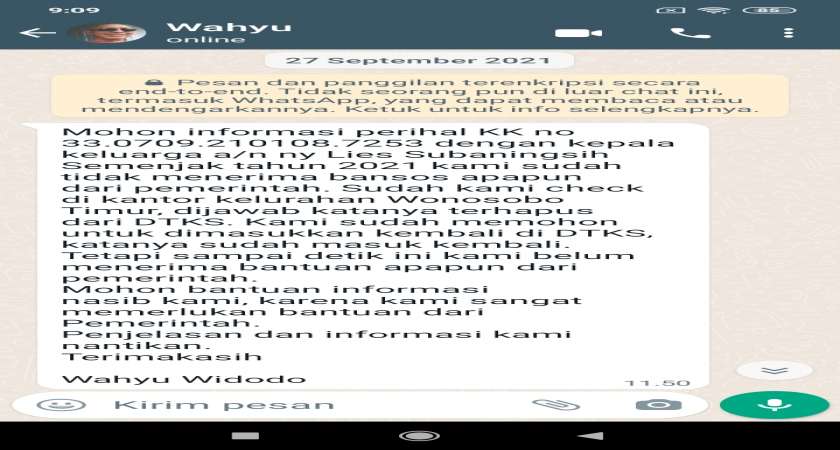 9:09
85
Wahyu
online
27 September 2021
Pesan dan panggilan terenkripsi secara
end-to-end. Tidak seorang pun di luar chat ini,
termasuk WhatsApp, yang dapat membaca atau
mendengarkannya. Ketuk untuk info selengkapnya.
Mohon informasi perihal KK no
33.0709.210108.7253 dengan kepala
keluarga a/n ny Lies Subaningsih
Semenjak tahun 2021 kami sudah
tidak menerima bansos apapun
dari pemerintah. Sudah kami check
di kantor kelurahan Wonosobo
Timur, dijawab katanya terhapus
dari DTKS. Kami sudah memohon
untuk dimasukkan kembali di DTKS,
katanya sudah masuk kembali.
Tetapi sampai detik ini kami belum
menerima bantuan apapun dari
pemerintah.
Mohon bantuan informasi
nasib kami, karena kami sangat
memerlukan bantuan dari
Pemerintah.
Penjelasan dan informasi kami
nantikan.
Terimakasih
Wahyu Widodo
11.50
Kirim pesan